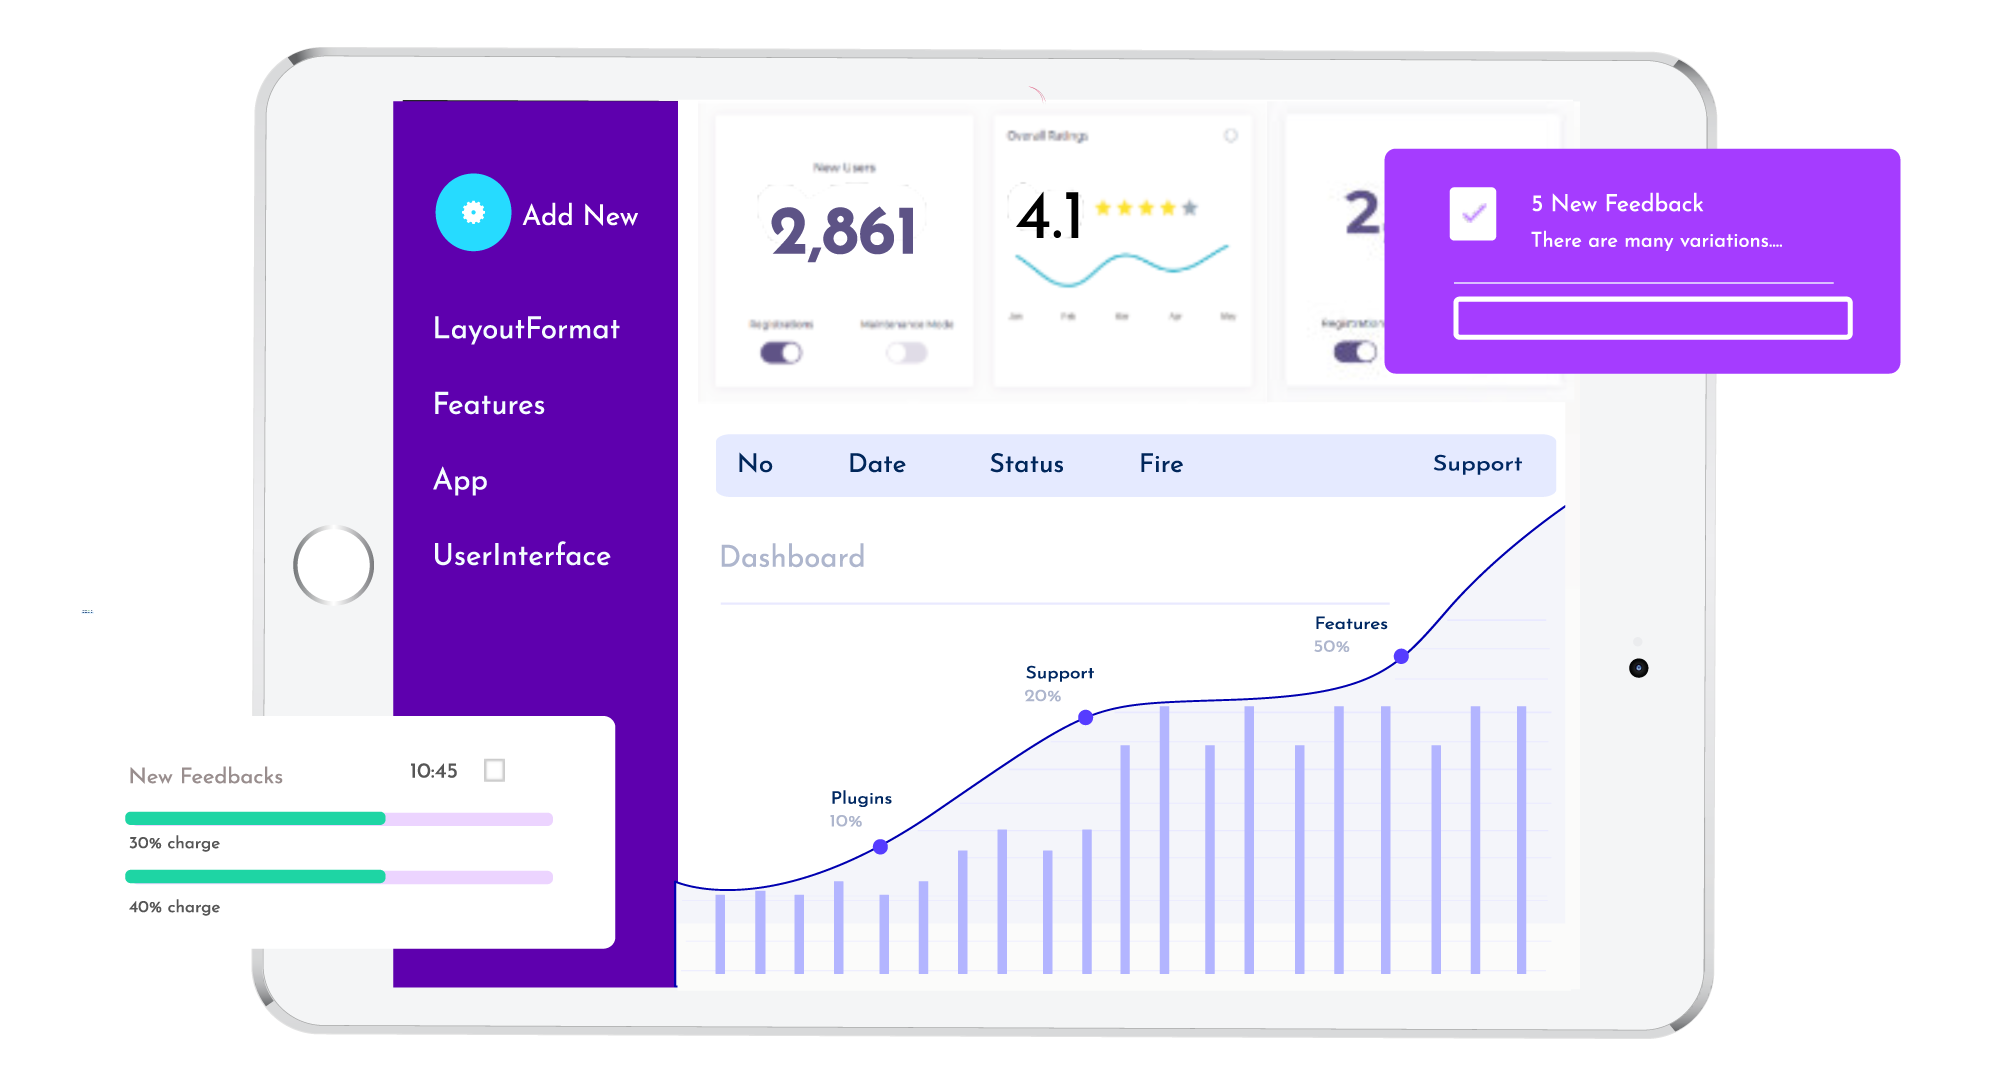 Add New
LayoutFormat
Features
App
UserInterface
New Users
2,861
Registrations
Maintenance Mode
Overall Ratings
4.1
Jan Feb Mar Apr May
2
Registration
5 New Feedback
There are many variations....
No Date Status Fire Support
Dashboard
Features
50%
Support
20%
Plugins
10%
New Feedbacks
10:45
30% charge
40% charge